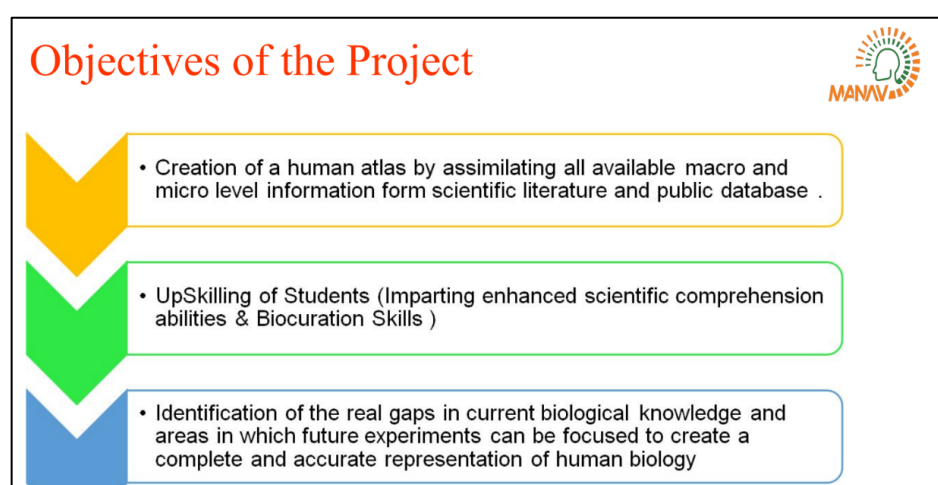 Objectives of the Project
MANAV
• Creation of a human atlas by assimilating all available macro and
micro level information form scientific literature and public database .
• UpSkilling of Students (Imparting enhanced scientific comprehension
abilities & Biocuration Skills )
• Identification of the real gaps in current biological knowledge and
areas in which future experiments can be focused to create a
complete and accurate representation of human biology